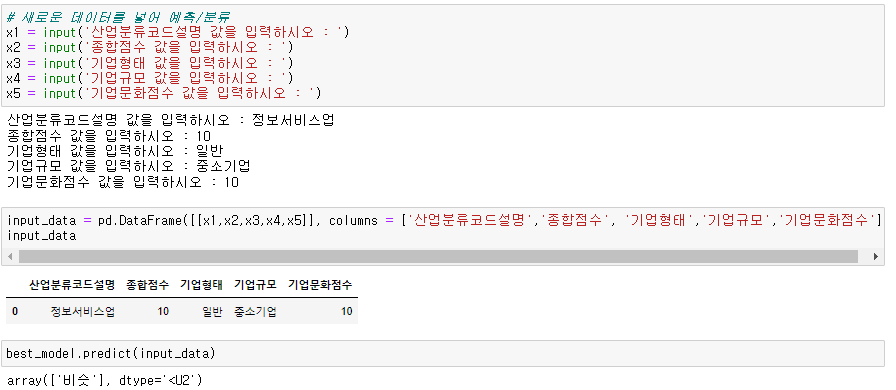 # 새로운 데이터를 넣어 예측/분류
x1 = input('산업분류코드설명 값을 입력하시오 : ')
x2 = input('종합점수 값을 입력하시오 : ')
x3 = input('기업형태 값을 입력하시오 : ')
x4 = input('기업규모 값을 입력하시오 : ')
x5 = input('기업문화점수 값을 입력하시오 : ')
산업분류코드설명 값을 입력하시오 : 정보서비스업
종합점수 값을 입력하시오 : 10
기업형태 값을 입력하시오 : 일반
기업규모 값을 입력하시오 : 중소기업
기업문화점수 값을 입력하시오 : 10
input_data = pd.DataFrame([[x1,x2,x3,x4,x5]], columns = ['산업분류코드설명','종합점수', '기업형태','기업규모','기업문화점수']
input_data
산업분류코드설명 종합점수 기업형태 기업규모 기업문화점수
0 정보서비스업 10 일반 중소기업 10
best_model.predict(input_data)
array(['비슷'], dtype='<U2')